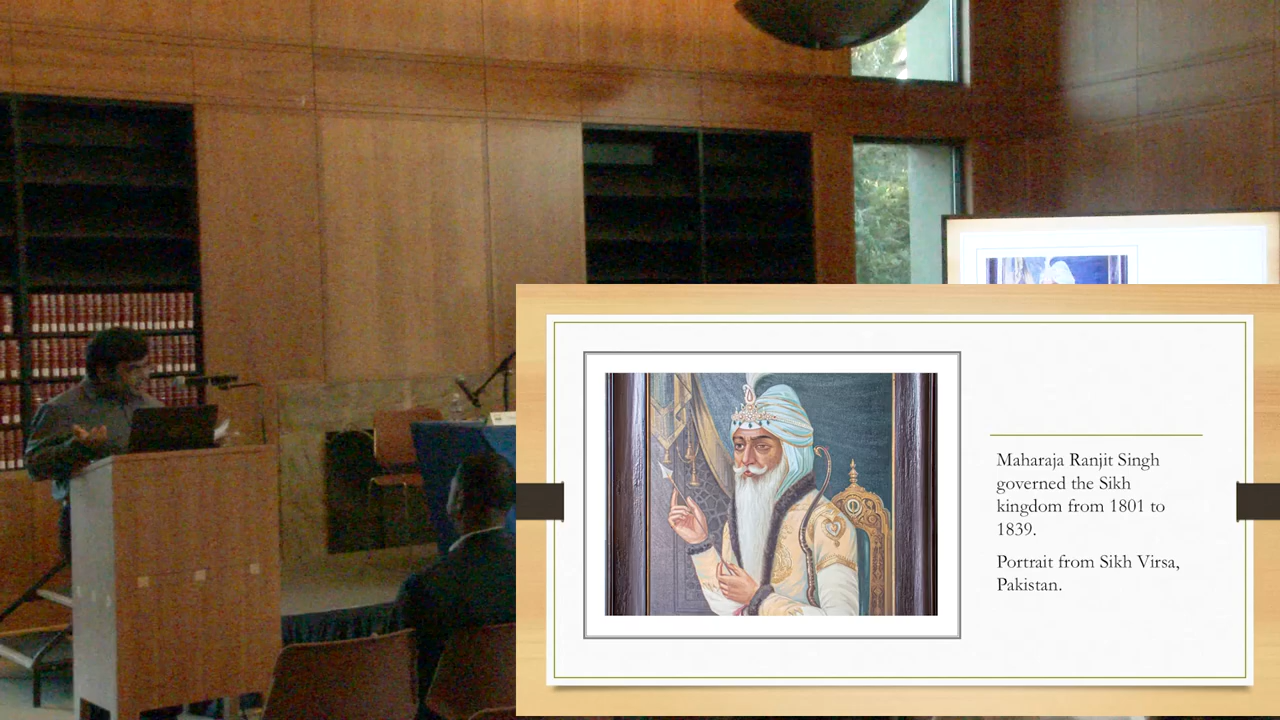 Maharaja Ranjit Singh
governed the Sikh
kingdom from 1801 to
1839.
Portrait from Sikh Virsa,
Pakistan.